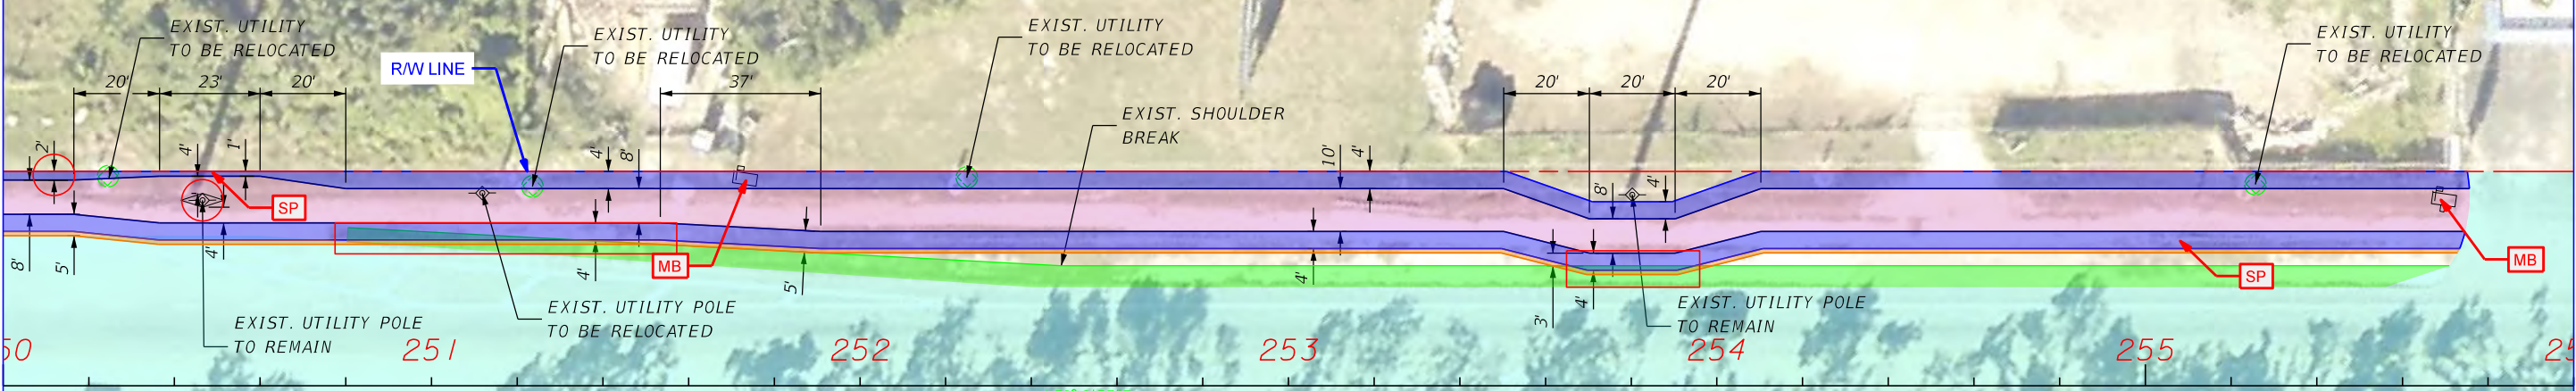 EXIST. UTILITY
TO BE RELOCATED
EXIST. UTILITY
TO BE RELOCATED
EXIST. UTILITY
TO BE RELOCATED
EXIST. UTILITY
TO BE RELOCATED
R/W LINE
20'
23'
20'
37'
20'
20'
20'
EXIST. SHOULDER
BREAK
2'
4'
1'
4'
8'
10'
4'
8'
4'
SP
MB
SP
MB
8'
5'
4'
4'
5'
4'
3'
4'
EXIST. UTILITY POLE
TO REMAIN
EXIST. UTILITY POLE
TO BE RELOCATED
EXIST. UTILITY POLE
TO REMAIN
251
252
253
254
255